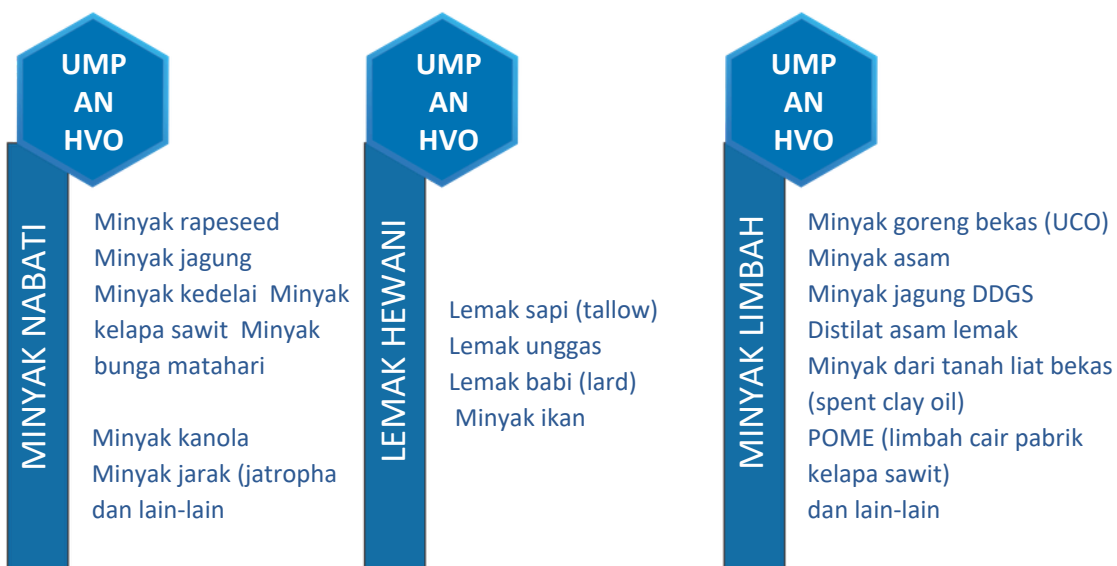 UMP
AN
HVO
MINYAK NABATI
Minyak rapeseed
Minyak jagung
Minyak kedelai Minyak
kelapa sawit Minyak
bunga matahari
Minyak kanola
Minyak jarak (jatropha
dan lain-lain
UMP
AN
HVO
LEMAK HEWANI
Lemak sapi (tallow)
Lemak unggas
Lemak babi (lard)
Minyak ikan
UMP
AN
HVO
MINYAK LIMBAH
Minyak goreng bekas (UCO)
Minyak asam
Minyak jagung DDGS
Distilat asam lemak
Minyak dari tanah liat bekas
(spent clay oil)
POME (limbah cair pabrik
kelapa sawit)
dan lain-lain